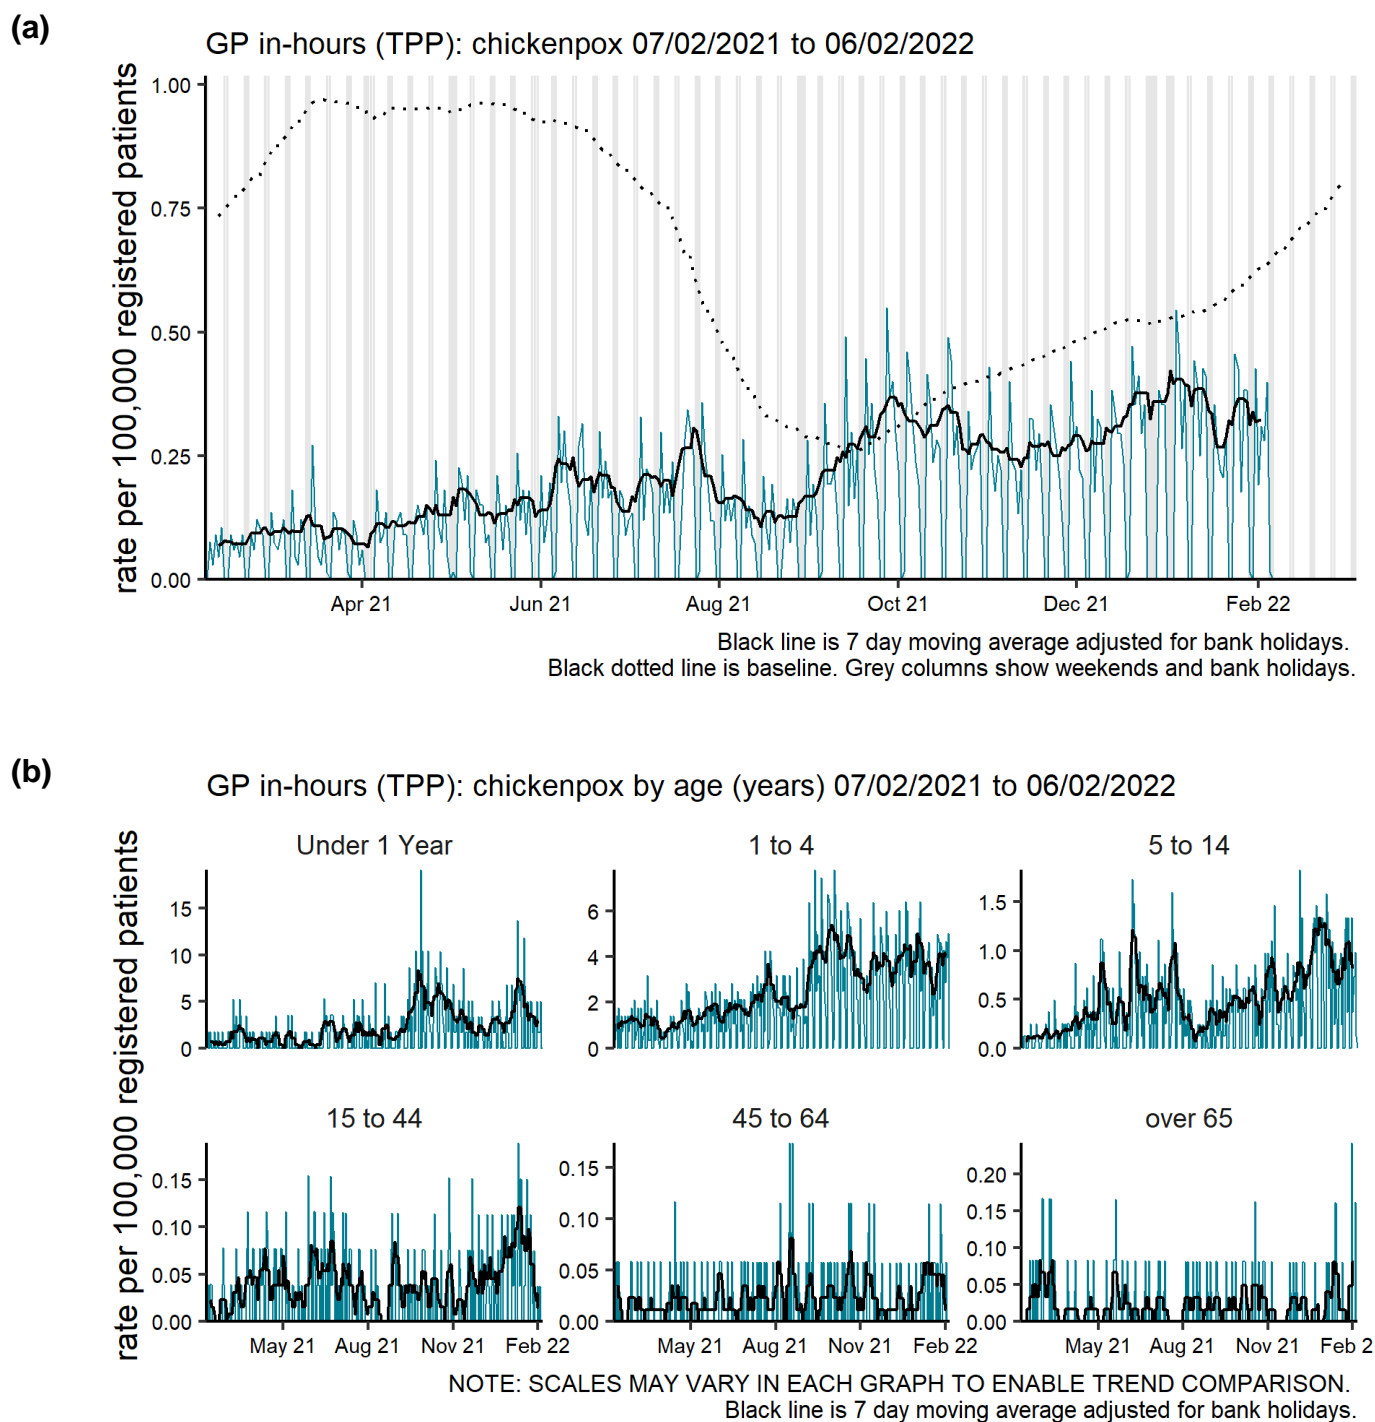 (a)
GP in-hours (TPP): chickenpox 07/02/2021 to 06/02/2022
rate per 100,000 registered patients
1.00
0.75
0.50
0.25
0.00
Apr 21 Jun 21 Aug 21 Oct 21 Dec 21 Feb 22
Black line is 7 day moving average adjusted for bank holidays.
Black dotted line is baseline. Grey columns show weekends and bank holidays.
(b)
GP in-hours (TPP): chickenpox by age (years) 07/02/2021 to 06/02/2022
rate per 100,000 registered patients
Under 1 Year
15
10
5
0
1 to 4
6
4
2
0
5 to 14
1.5
1.0
0.5
0.0
15 to 44
0.15
0.10
0.05
0.00
May 21 Aug 21 Nov 21 Feb 22
45 to 64
0.15
0.10
0.05
0.00
May 21 Aug 21 Nov 21 Feb 22
over 65
0.20
0.15
0.10
0.05
0.00
May 21 Aug 21 Nov 21 Feb 2
NOTE: SCALES MAY VARY IN EACH GRAPH TO ENABLE TREND COMPARISON.
Black line is 7 day moving average adjusted for bank holidays.